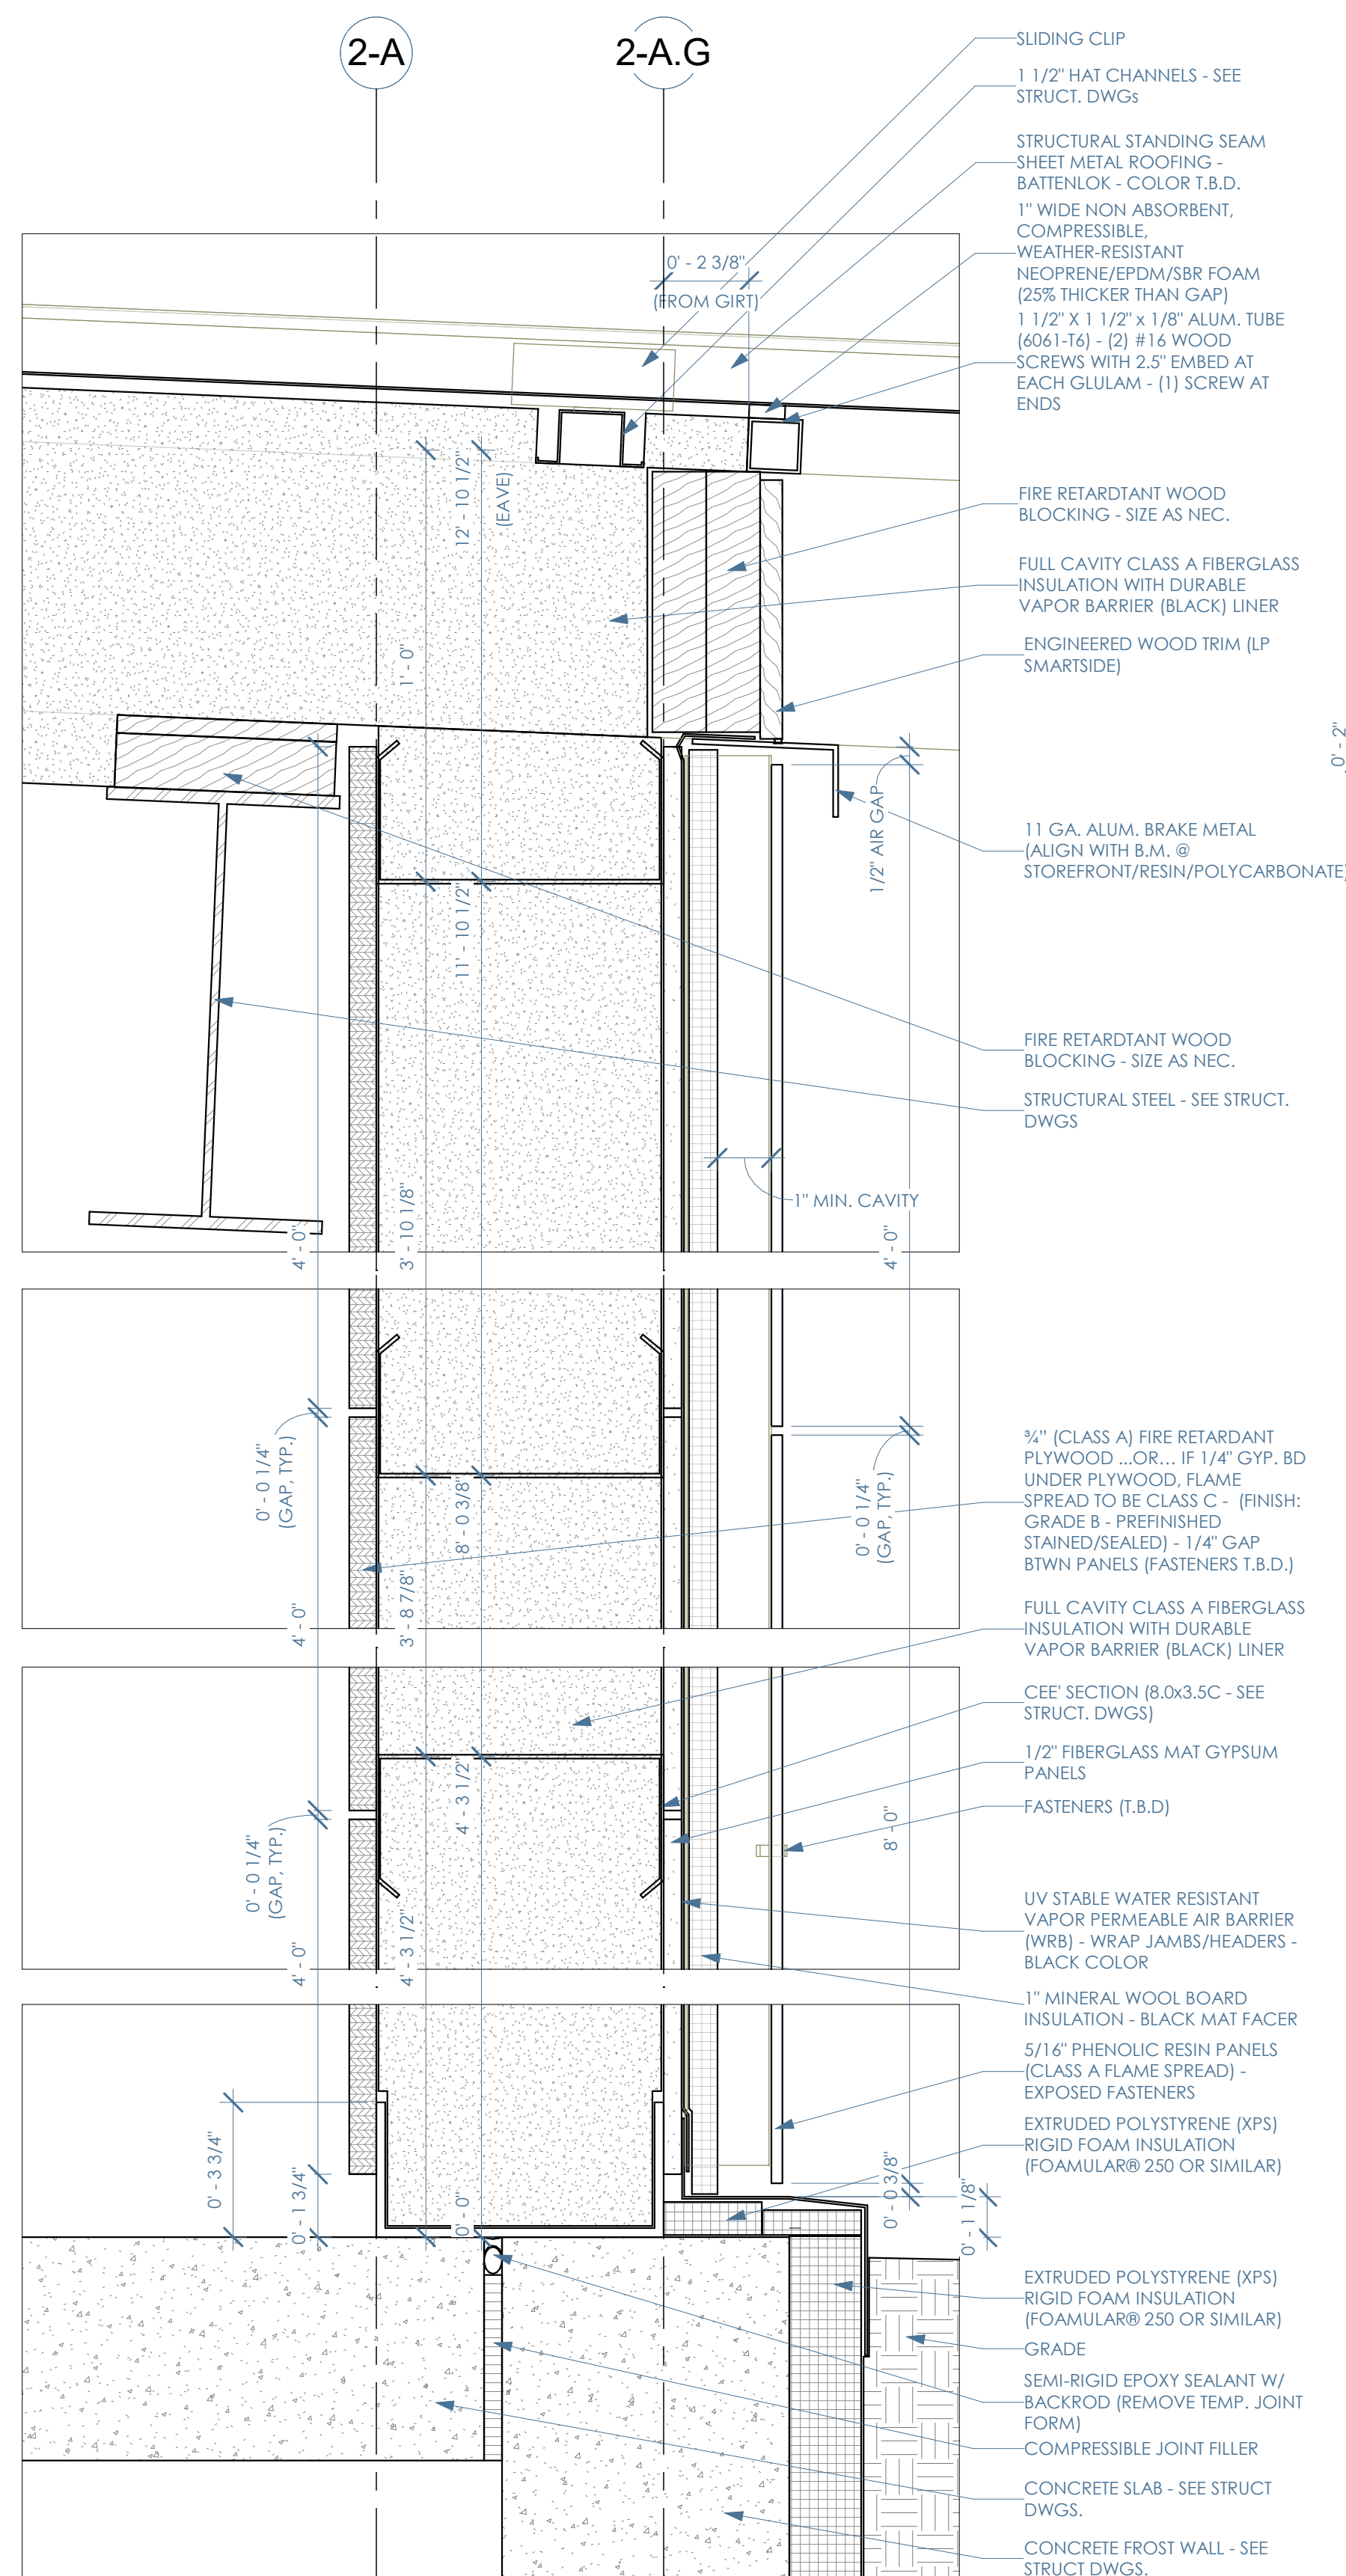 2-A
2-A.G
SLIDING CLIP
1 1/2" HAT CHANNELS - SEE
STRUCT. DWGs
STRUCTURAL STANDING SEAM
SHEET METAL ROOFING -
BATTENLOK - COLOR T.B.D.
1" WIDE NON ABSORBENT,
COMPRESSIBLE,
WEATHER-RESISTANT
NEOPRENE/EPDM/SBR FOAM
(25% THICKER THAN GAP)
1 1/2" X 1 1/2" x 1/8" ALUM. TUBE
(6061-T6) - (2) #16 WOOD
SCREWS WITH 2.5" EMBED AT
EACH GLULAM - (1) SCREW AT
ENDS
0' - 2 3/8"
(FROM GIRT)
12' - 10 1/2"
(EAVE)
FIRE RETARDTANT WOOD
BLOCKING - SIZE AS NEC.
FULL CAVITY CLASS A FIBERGLASS
INSULATION WITH DURABLE
VAPOR BARRIER (BLACK) LINER
1' - 0"
ENGINEERED WOOD TRIM (LP
SMARTSIDE)
0' - 2"
1/2" AIR GAP
11 GA. ALUM. BRAKE METAL
(ALIGN WITH B.M. @
STOREFRONT/RESIN/POLYCARBONATE)
11' - 10 1/2"
FIRE RETARDTANT WOOD
BLOCKING - SIZE AS NEC.
STRUCTURAL STEEL - SEE STRUCT.
DWGS
1" MIN. CAVITY
4' - 0"
3' - 10 1/8"
4' - 0"
0' - 0 1/4"
(GAP, TYP.)
8' - 0 3/8"
0' - 0 1/4"
(GAP, TYP.)
¾" (CLASS A) FIRE RETARDANT
PLYWOOD ...OR... IF 1/4" GYP. BD
UNDER PLYWOOD, FLAME
SPREAD TO BE CLASS C - (FINISH:
GRADE B - PREFINISHED
STAINED/SEALED) - 1/4" GAP
BTWN PANELS (FASTENERS T.B.D.)
4' - 0"
3' - 8 7/8"
FULL CAVITY CLASS A FIBERGLASS
INSULATION WITH DURABLE
VAPOR BARRIER (BLACK) LINER
CEE' SECTION (8.0x3.5C - SEE
STRUCT. DWGS)
1/2" FIBERGLASS MAT GYPSUM
PANELS
FASTENERS (T.B.D)
4' - 3 1/2"
8' - 0"
0' - 0 1/4"
(GAP, TYP.)
4' - 0"
4' - 3 1/2"
UV STABLE WATER RESISTANT
VAPOR PERMEABLE AIR BARRIER
(WRB) - WRAP JAMBS/HEADERS -
BLACK COLOR
1" MINERAL WOOL BOARD
INSULATION - BLACK MAT FACER
5/16" PHENOLIC RESIN PANELS
(CLASS A FLAME SPREAD) -
EXPOSED FASTENERS
EXTRUDED POLYSTYRENE (XPS)
RIGID FOAM INSULATION
(FOAMULAR® 250 OR SIMILAR)
0' - 3 3/4"
0' - 1 3/4"
0' - 0"
0' - 0 3/8"
0' - 1 1/8"
EXTRUDED POLYSTYRENE (XPS)
RIGID FOAM INSULATION
(FOAMULAR® 250 OR SIMILAR)
GRADE
SEMI-RIGID EPOXY SEALANT W/
BACKROD (REMOVE TEMP. JOINT
FORM)
COMPRESSIBLE JOINT FILLER
CONCRETE SLAB - SEE STRUCT
DWGS.
CONCRETE FROST WALL - SEE
STRUCT DWGS.